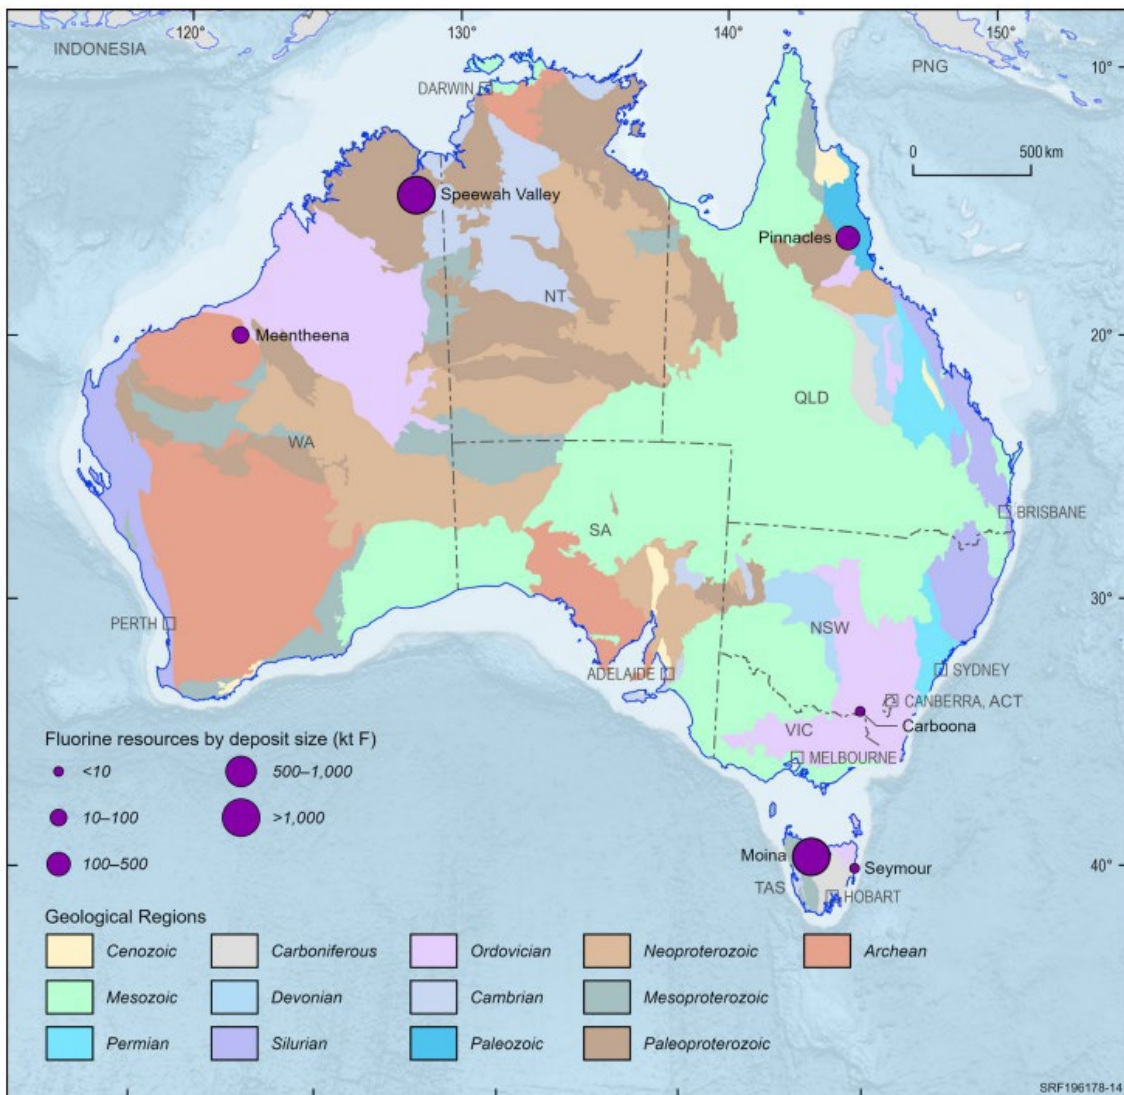 120°
130°
140°
150°
INDONESIA
PNG
10°
DARWIN
0
500 km
Speewah Valley
Pinnacles
NT
Meentheena
20°
QLD
WA
BRISBANE
SA
30°
PERTH
NSW
SYDNEY
ADELAIDE
CANBERRA, ACT
VIC
Carboona
MELBOURNE
Fluorine resources by deposit size (kt F)
<10
500–1,000
10–100
>1,000
100–500
Moina
Seymour
40°
TAS
HOBART
Geological Regions
Cenozoic
Carboniferous
Ordovician
Neoproterozoic
Archean
Mesozoic
Devonian
Cambrian
Mesoproterozoic
Permian
Silurian
Paleozoic
Paleoproterozoic
SRF196178-14